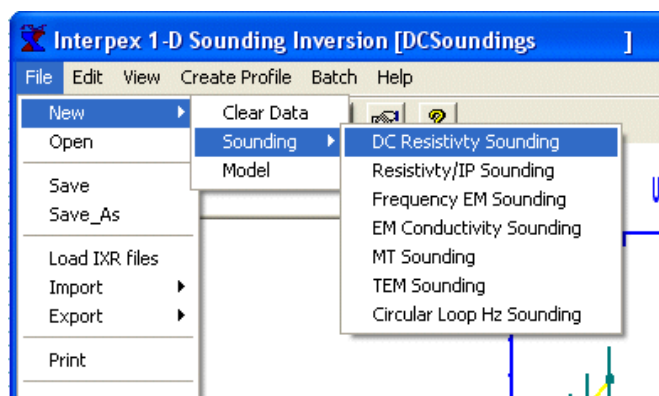 Interpex 1-D Sounding Inversion [DCSoundings ]
File Edit View Create Profile Batch Help
New
Open
Save
Save_As
Load IXR files
Import
Export
Print
Clear Data
Sounding
Model
DC Resistivty Sounding
Resistivty/IP Sounding
Frequency EM Sounding
EM Conductivity Sounding
MT Sounding
TEM Sounding
Circular Loop Hz Sounding